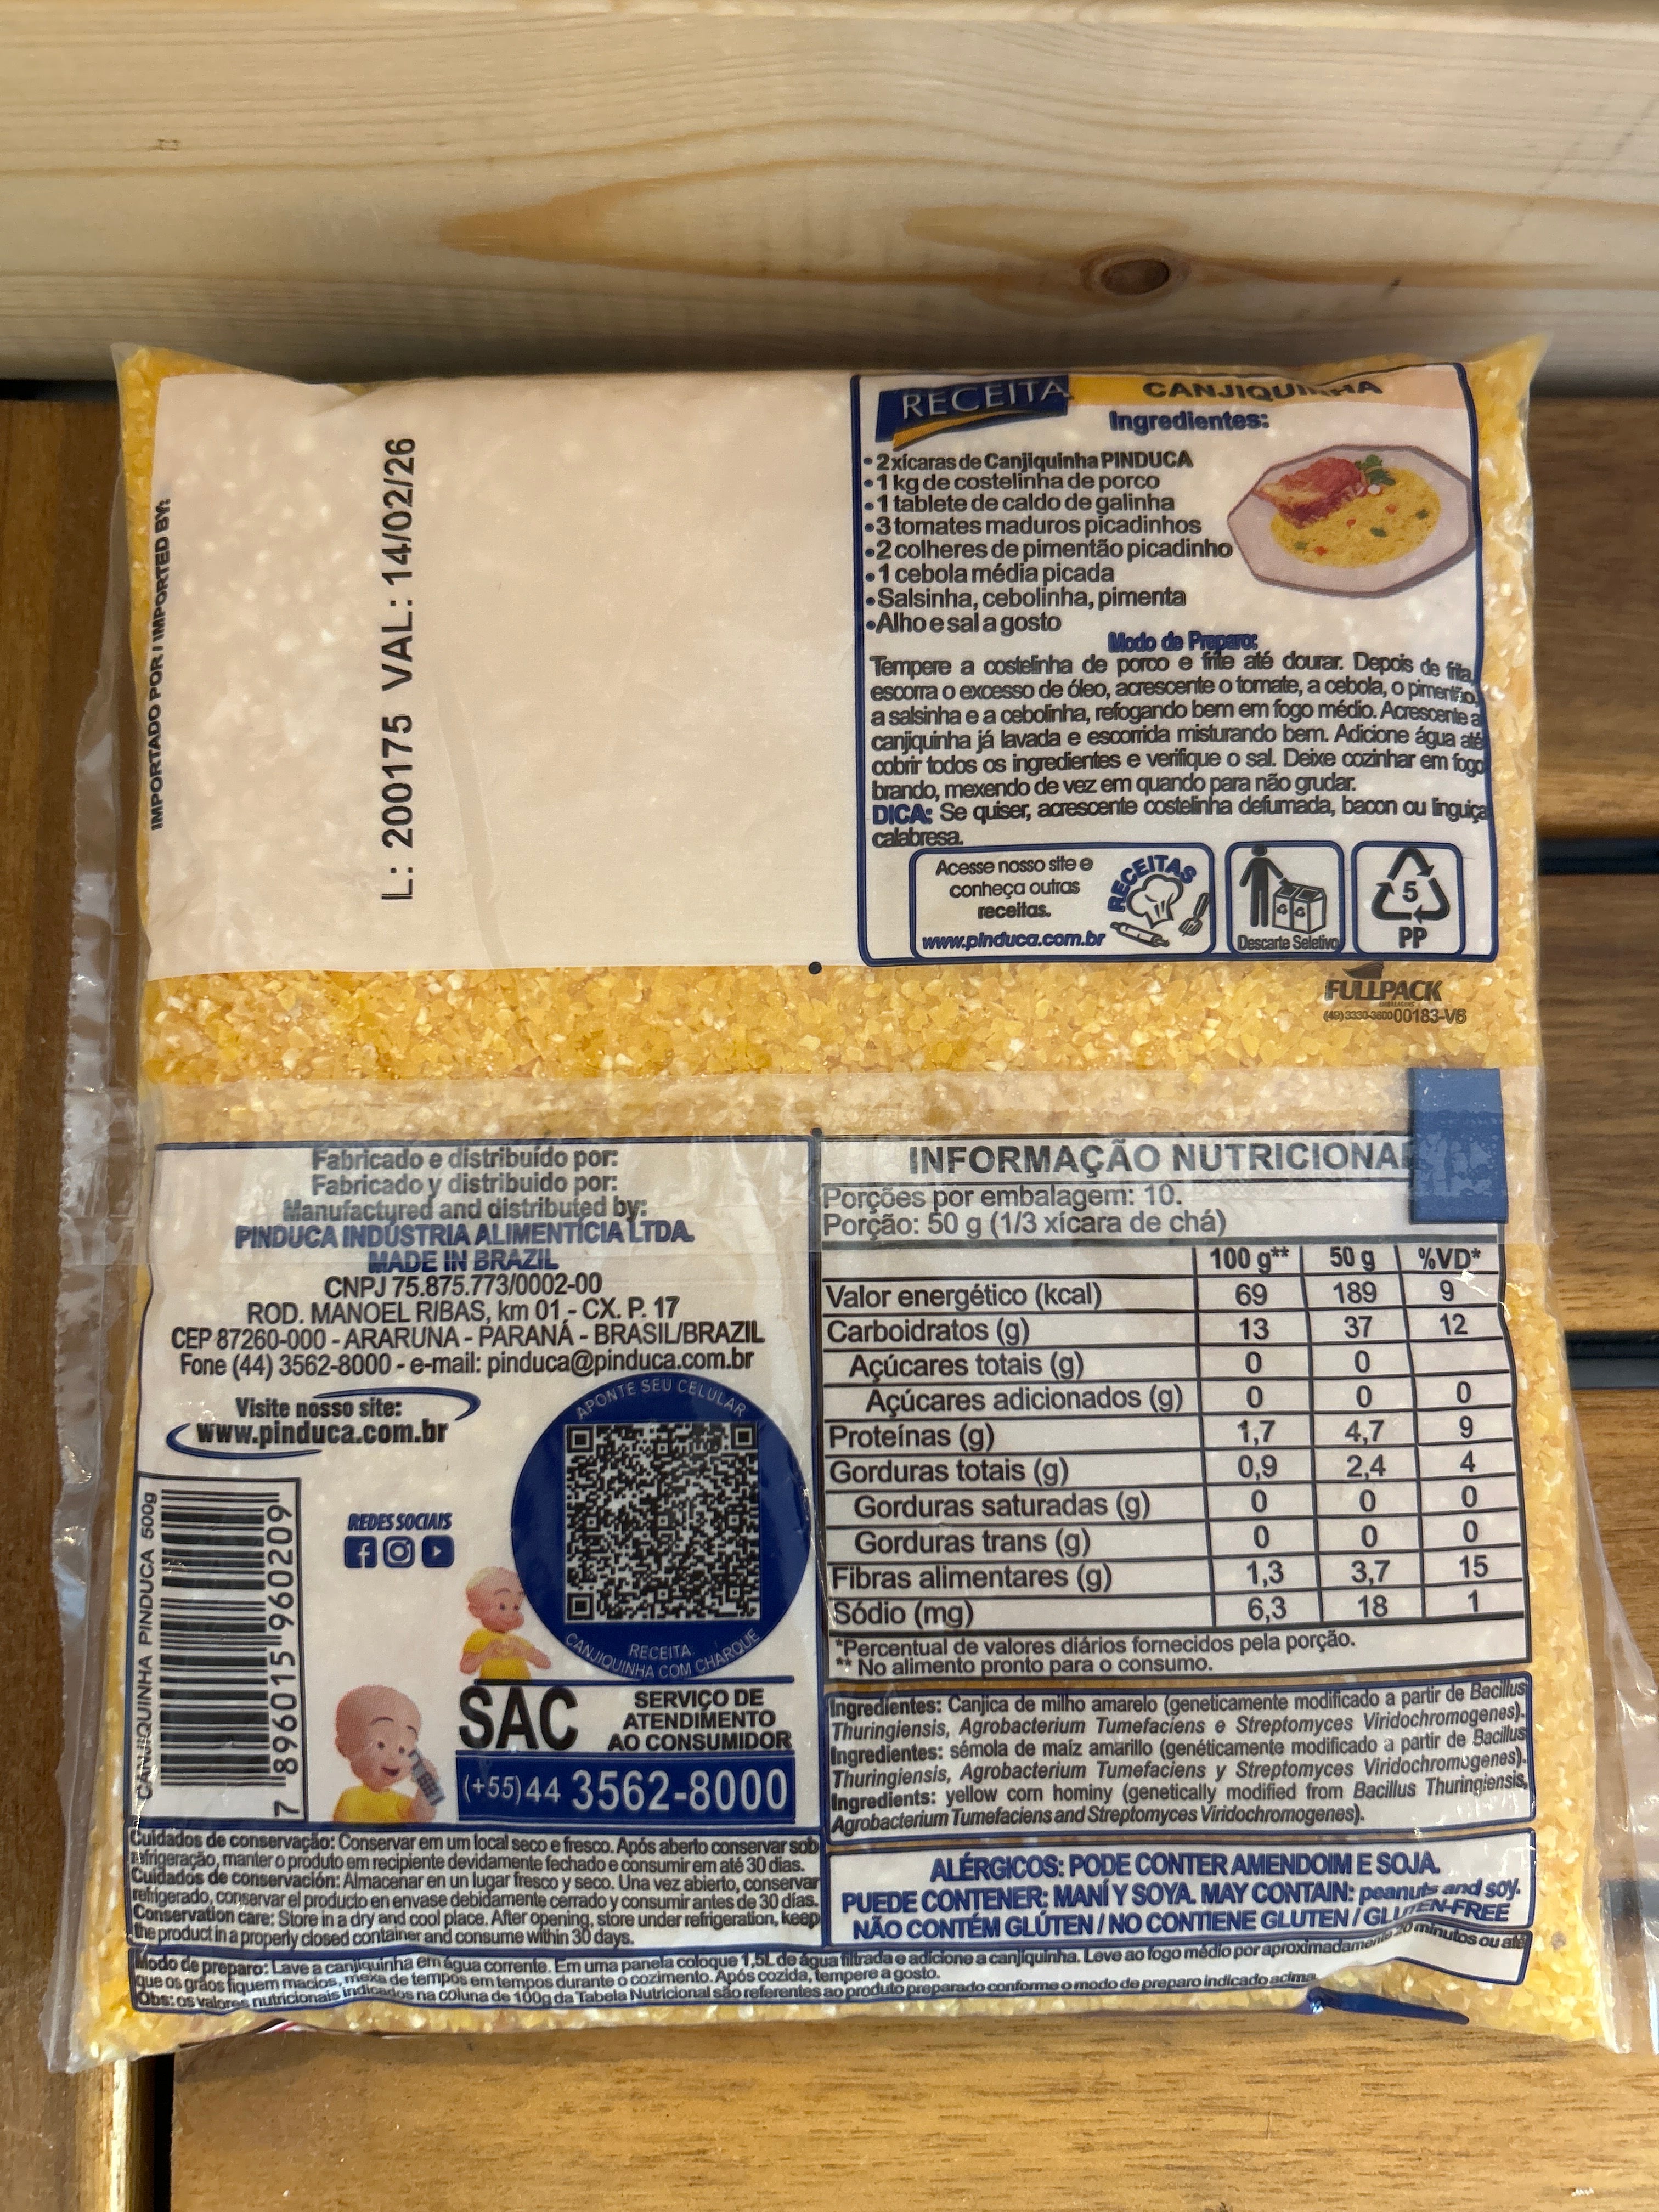 IMPORTADO POR / IMPORTED BY:
L: 200175 VAL: 14/02/26
RECEITA
Ingredientes:
• 2 xícaras de Canjiquinha PINDUCA
• 1 kg de costelinha de porco
• 1 tablete de caldo de galinha
• 3 tomates maduros picadinhos
• 2 colheres de pimentão picadinho
• 1 cebola média picada
• Salsinha, cebolinha, pimenta
• Alho e sal a gosto
Modo de Preparo:
Tempere a costelinha de porco e frite até dourar. Depois de frita,
escorra o excesso de óleo, acrescente o tomate, a cebola, o pimentão,
a salsinha e a cebolinha, refogando bem em fogo médio. Acrescente a
canjiquinha já lavada e escorrida misturando bem. Adicione água até
cobrir todos os ingredientes e verifique o sal. Deixe cozinhar em fogo
brando, mexendo de vez em quando para não grudar.
DICA: Se quiser, acrescente costelinha defumada, bacon ou linguiça
calabresa.
Acesse nosso site e
conheça outras
receitas.
www.pinduca.com.br
RECEITAS
Descarte Seletivo
5
PP
FULLPACK
(49) 3330-3600 00183-V6
Fabricado e distribuído por:
Fabricado y distribuido por:
Manufactured and distributed by:
PINDUCA INDÚSTRIA ALIMENTÍCIA LTDA.
MADE IN BRAZIL
CNPJ 75.875.773/0002-00
ROD. MANOEL RIBAS, km 01 - CX. P. 17
CEP 87260-000 - ARARUNA - PARANÁ - BRASIL/BRAZIL
Fone (44) 3562-8000 - e-mail: pinduca@pinduca.com.br
Visite nosso site:
www.pinduca.com.br
APONTE SEU CELULAR
RECEITA
CANJIQUINHA COM CHARQUE
REDES SOCIAIS
CANJIQUINHA PINDUCA 500g
7 896015 960209
SAC
SERVIÇO DE
ATENDIMENTO
AO CONSUMIDOR
(+55) 44 3562-8000
INFORMAÇÃO NUTRICIONA
Porções por embalagem: 10.
Porção: 50 g (1/3 xícara de chá)
100 g** 50 g %VD*
Valor energético (kcal) 69 189 9
Carboidratos (g) 13 37 12
Açúcares totais (g) 0 0
Açúcares adicionados (g) 0 0 0
Proteínas (g) 1,7 4,7 9
Gorduras totais (g) 0,9 2,4 4
Gorduras saturadas (g) 0 0 0
Gorduras trans (g) 0 0 0
Fibras alimentares (g) 1,3 3,7 15
Sódio (mg) 6,3 18 1
*Percentual de valores diários fornecidos pela porção.
** No alimento pronto para o consumo.
Ingredientes: Canjica de milho amarelo (geneticamente modificado a partir de Bacillus
Thuringiensis, Agrobacterium Tumefaciens e Streptomyces Viridochromogenes).
Ingredientes: sémola de maíz amarillo (genéticamente modificado a partir de Bacillus
Thuringiensis, Agrobacterium Tumefaciens y Streptomyces Viridochromogenes).
Ingredients: yellow corn hominy (genetically modified from Bacillus Thuringiensis,
Agrobacterium Tumefaciens and Streptomyces Viridochromogenes).
ALÉRGICOS: PODE CONTER AMENDOIM E SOJA.
PUEDE CONTENER: MANÍ Y SOYA. MAY CONTAIN: peanuts and soy.
NÃO CONTÉM GLÚTEN / NO CONTIENE GLUTEN / GLUTEN-FREE
Cuidados de conservação: Conservar em um local seco e fresco. Após aberto conservar sob
refrigeração, manter o produto em recipiente devidamente fechado e consumir em até 30 dias.
Cuidados de conservación: Almacenar en un lugar fresco y seco. Una vez abierto, conservar
refrigerado, conservar el producto en envase debidamente cerrado y consumir antes de 30 días.
Conservation care: Store in a dry and cool place. After opening, store under refrigeration, keep
the product in a properly closed container and consume within 30 days.
Modo de preparo: Lave a canjiquinha em água corrente. Em uma panela coloque 1,5L de água filtrada e adicione a canjiquinha. Leve ao fogo médio por aproximadamente 20 minutos ou até
que os grãos fiquem macios, mexa de tempos em tempos durante o cozimento. Após cozida, tempere a gosto.
Obs: os valores nutricionais indicados na coluna de 100g da Tabela Nutricional são referentes ao produto preparado conforme o modo de preparo indicado acima.